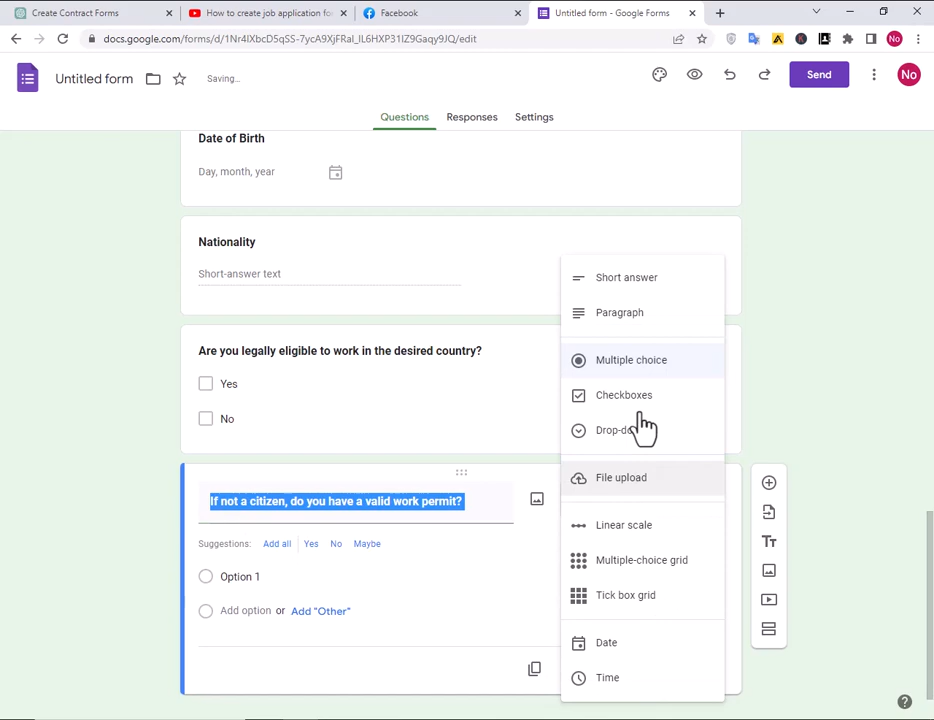 Create Contract Forms
How to create job application fo
Facebook
Untitled form - Google Forms
docs.google.com/forms/d/1Nr4lXbcD5qSS-7ycA9XjFRal_IL6HXP31IZ9Gaqy9JQ/edit
No
Untitled form
Saving...
Send
No
Questions
Responses
Settings
Date of Birth
Day, month, year
Nationality
Short-answer text
Are you legally eligible to work in the desired country?
Yes
No
If not a citizen, do you have a valid work permit?
Suggestions: Add all Yes No Maybe
Option 1
Add option or Add "Other"
Short answer
Paragraph
Multiple choice
Checkboxes
File upload
Linear scale
Multiple-choice grid
Tick box grid
Date
Time